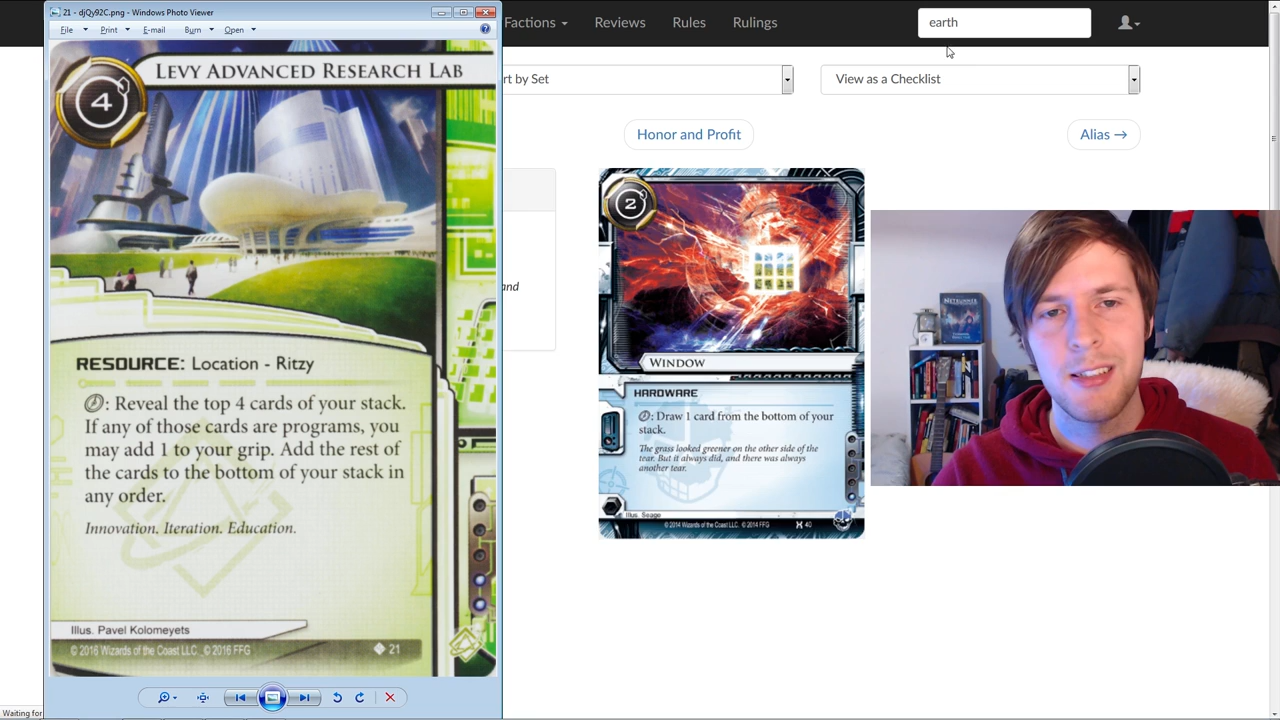 21 - djQy92C.png - Windows Photo Viewer
File Print E-mail Burn Open
LEVY ADVANCED RESEARCH LAB
4
RESOURCE: Location - Ritzy
: Reveal the top 4 cards of your stack.
If any of those cards are programs, you
may add 1 to your grip. Add the rest of
the cards to the bottom of your stack in
any order.
Innovation. Iteration. Education.
Illus. Pavel Kolomeyets
© 2016 Wizards of the Coast LLC. © 2016 FFG 21
Factions Reviews Rules Rulings earth
rt by Set View as a Checklist
Honor and Profit Alias →
and
2
WINDOW
HARDWARE
: Draw 1 card from the bottom of your
stack.
The grass looked greener on the other side of the
tear. But it always did, and there was always
another tear.
Illus. Seage
© 2014 Wizards of the Coast LLC. © 2014 FFG 40
NETRUNNER
Waiting for